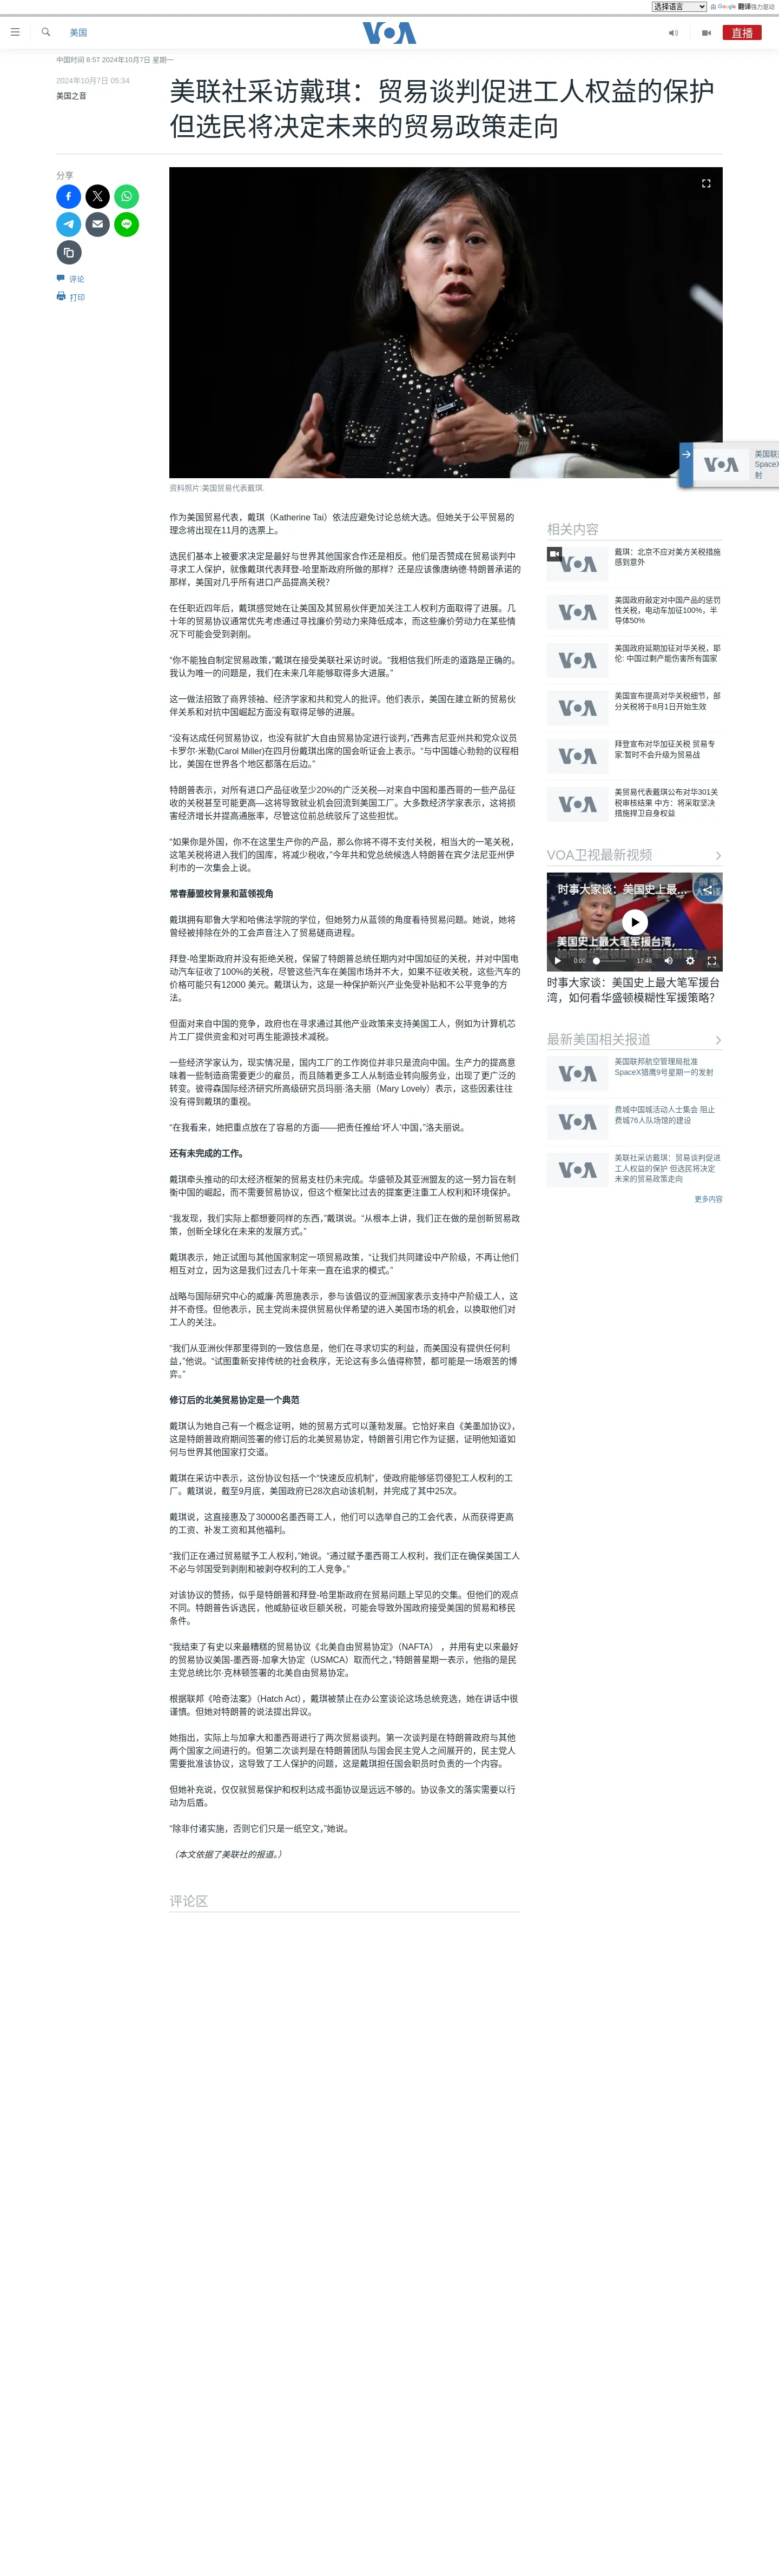 选择语言
由 Google 翻译强力驱动
美国
VOA
直播
中国时间 8:57 2024年10月7日 星期一
2024年10月7日 05:34
美国之音
美联社采访戴琪：贸易谈判促进工人权益的保护
但选民将决定未来的贸易政策走向
分享
评论
打印
资料照片:美国贸易代表戴琪.
作为美国贸易代表，戴琪（Katherine Tai）依法应避免讨论总统大选。但她关于公平贸易的
理念将出现在11月的选票上。
选民们基本上被要求决定是最好与世界其他国家合作还是相反。他们是否赞成在贸易谈判中
寻求工人保护，就像戴琪代表拜登-哈里斯政府所做的那样？还是应该像唐纳德·特朗普承诺的
那样，美国对几乎所有进口产品提高关税？
在任职近四年后，戴琪感觉她在让美国及其贸易伙伴更加关注工人权利方面取得了进展。几
十年的贸易协议通常优先考虑通过寻找廉价劳动力来降低成本，而这些廉价劳动力在某些情
况下可能会受到剥削。
“你不能独自制定贸易政策，”戴琪在接受美联社采访时说。“我相信我们所走的道路是正确的。
我认为唯一的问题是，我们在未来几年能够取得多大进展。”
这一做法招致了商界领袖、经济学家和共和党人的批评。他们表示，美国在建立新的贸易伙
伴关系和对抗中国崛起方面没有取得足够的进展。
“没有达成任何贸易协议，也没有就扩大自由贸易协定进行谈判，”西弗吉尼亚州共和党众议员
卡罗尔·米勒(Carol Miller)在四月份戴琪出席的国会听证会上表示。“与中国雄心勃勃的议程相
比，美国在世界各个地区都落在后边。”
特朗普表示，对所有进口产品征收至少20%的广泛关税—对来自中国和墨西哥的一些产品征
收的关税甚至可能更高—这将导致就业机会回流到美国工厂。大多数经济学家表示，这将损
害经济增长并提高通胀率，尽管这位前总统驳斥了这些担忧。
“如果你是外国，你不在这里生产你的产品，那么你将不得不支付关税，相当大的一笔关税，
这笔关税将进入我们的国库，将减少税收，”今年共和党总统候选人特朗普在宾夕法尼亚州伊
利市的一次集会上说。
常春藤盟校背景和蓝领视角
戴琪拥有耶鲁大学和哈佛法学院的学位，但她努力从蓝领的角度看待贸易问题。她说，她将
曾经被排除在外的工会声音注入了贸易磋商进程。
拜登-哈里斯政府并没有拒绝关税，保留了特朗普总统任期内对中国加征的关税，并对中国电
动汽车征收了100%的关税，尽管这些汽车在美国市场并不大，如果不征收关税，这些汽车的
价格可能只有12000 美元。戴琪认为，这是一种保护新兴产业免受补贴和不公平竞争的方
法。
但面对来自中国的竞争，政府也在寻求通过其他产业政策来支持美国工人，例如为计算机芯
片工厂提供资金和对可再生能源技术减税。
一些经济学家认为，现实情况是，国内工厂的工作岗位并非只是流向中国。生产力的提高意
味着一些制造商需要更少的雇员，而且随着更多工人从制造业转向服务业，出现了更广泛的
转变。彼得森国际经济研究所高级研究员玛丽·洛夫丽（Mary Lovely）表示，这些因素往往
没有得到戴琪的重视。
“在我看来，她把重点放在了容易的方面——把责任推给‘坏人’中国，”洛夫丽说。
还有未完成的工作。
戴琪牵头推动的印太经济框架的贸易支柱仍未完成。华盛顿及其亚洲盟友的这一努力旨在制
衡中国的崛起，而不需要贸易协议，但这个框架比过去的提案更注重工人权利和环境保护。
“我发现，我们实际上都想要同样的东西，”戴琪说。“从根本上讲，我们正在做的是创新贸易政
策，创新全球化在未来的发展方式。”
戴琪表示，她正试图与其他国家制定一项贸易政策，“让我们共同建设中产阶级，不再让他们
相互对立，因为这是我们过去几十年来一直在追求的模式。”
战略与国际研究中心的威廉·芮恩施表示，参与该倡议的亚洲国家表示支持中产阶级工人，这
并不奇怪。但他表示，民主党尚未提供贸易伙伴希望的进入美国市场的机会，以换取他们对
工人的关注。
“我们从亚洲伙伴那里得到的一致信息是，他们在寻求切实的利益，而美国没有提供任何利
益，”他说。“试图重新安排传统的社会秩序，无论这有多么值得称赞，都可能是一场艰苦的博
弈。”
修订后的北美贸易协定是一个典范
戴琪认为她自己有一个概念证明，她的贸易方式可以蓬勃发展。它恰好来自《美墨加协议》，
这是特朗普政府期间签署的修订后的北美贸易协定，特朗普引用它作为证据，证明他知道如
何与世界其他国家打交道。
戴琪在采访中表示，这份协议包括一个“快速反应机制”，使政府能够惩罚侵犯工人权利的工
厂。戴琪说，截至9月底，美国政府已28次启动该机制，并完成了其中25次。
戴琪说，这直接惠及了30000名墨西哥工人，他们可以选举自己的工会代表，从而获得更高
的工资、补发工资和其他福利。
“我们正在通过贸易赋予工人权利，”她说。“通过赋予墨西哥工人权利，我们正在确保美国工人
不必与邻国受到剥削和被剥夺权利的工人竞争。”
对该协议的赞扬，似乎是特朗普和拜登-哈里斯政府在贸易问题上罕见的交集。但他们的观点
不同。特朗普告诉选民，他威胁征收巨额关税，可能会导致外国政府接受美国的贸易和移民
条件。
“我结束了有史以来最糟糕的贸易协议《北美自由贸易协定》（NAFTA） ，并用有史以来最好
的贸易协议美国-墨西哥-加拿大协定（USMCA）取而代之，”特朗普星期一表示，他指的是民
主党总统比尔·克林顿签署的北美自由贸易协定。
根据联邦《哈奇法案》（Hatch Act），戴琪被禁止在办公室谈论这场总统竞选，她在讲话中很
谨慎。但她对特朗普的说法提出异议。
她指出，实际上与加拿大和墨西哥进行了两次贸易谈判。第一次谈判是在特朗普政府与其他
两个国家之间进行的。但第二次谈判是在特朗普团队与国会民主党人之间展开的，民主党人
需要批准该协议，这导致了工人保护的问题，这是戴琪担任国会职员时负责的一个内容。
但她补充说，仅仅就贸易保护和权利达成书面协议是远远不够的。协议条文的落实需要以行
动为后盾。
“除非付诸实施，否则它们只是一纸空文，”她说。
（本文依据了美联社的报道。）
评论区
VOA
美国联邦
SpaceX
射
相关内容
VOA
戴琪：北京不应对美方关税措施
感到意外
VOA
美国政府敲定对中国产品的惩罚
性关税，电动车加征100%，半
导体50%
VOA
美国政府延期加征对华关税，耶
伦: 中国过剩产能伤害所有国家
VOA
美国宣布提高对华关税细节，部
分关税将于8月1日开始生效
VOA
拜登宣布对华加征关税 贸易专
家:暂时不会升级为贸易战
VOA
美贸易代表戴琪公布对华301关
税审核结果 中方：将采取坚决
措施捍卫自身权益
VOA卫视最新视频
时事大家谈：美国史上最...
时事
美国史上最大笔军援台湾，
0:00
17:48
时事大家谈：美国史上最大笔军援台
湾，如何看华盛顿模糊性军援策略？
最新美国相关报道
VOA
美国联邦航空管理局批准
SpaceX猎鹰9号星期一的发射
VOA
费城中国城活动人士集会 阻止
费城76人队场馆的建设
VOA
美联社采访戴琪：贸易谈判促进
工人权益的保护 但选民将决定
未来的贸易政策走向
更多内容